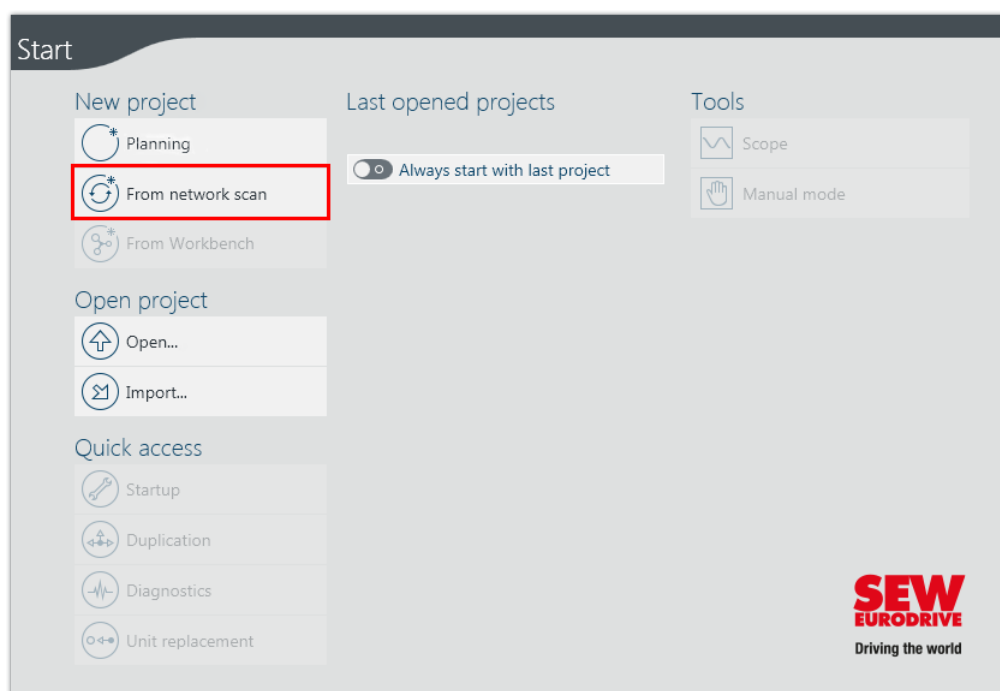 Start
New project
Planning
From network scan
From Workbench
Open project
Open...
Import...
Quick access
Startup
Duplication
Diagnostics
Unit replacement
Last opened projects
Always start with last project
Tools
Scope
Manual mode
SEW
EURODRIVE
Driving the world